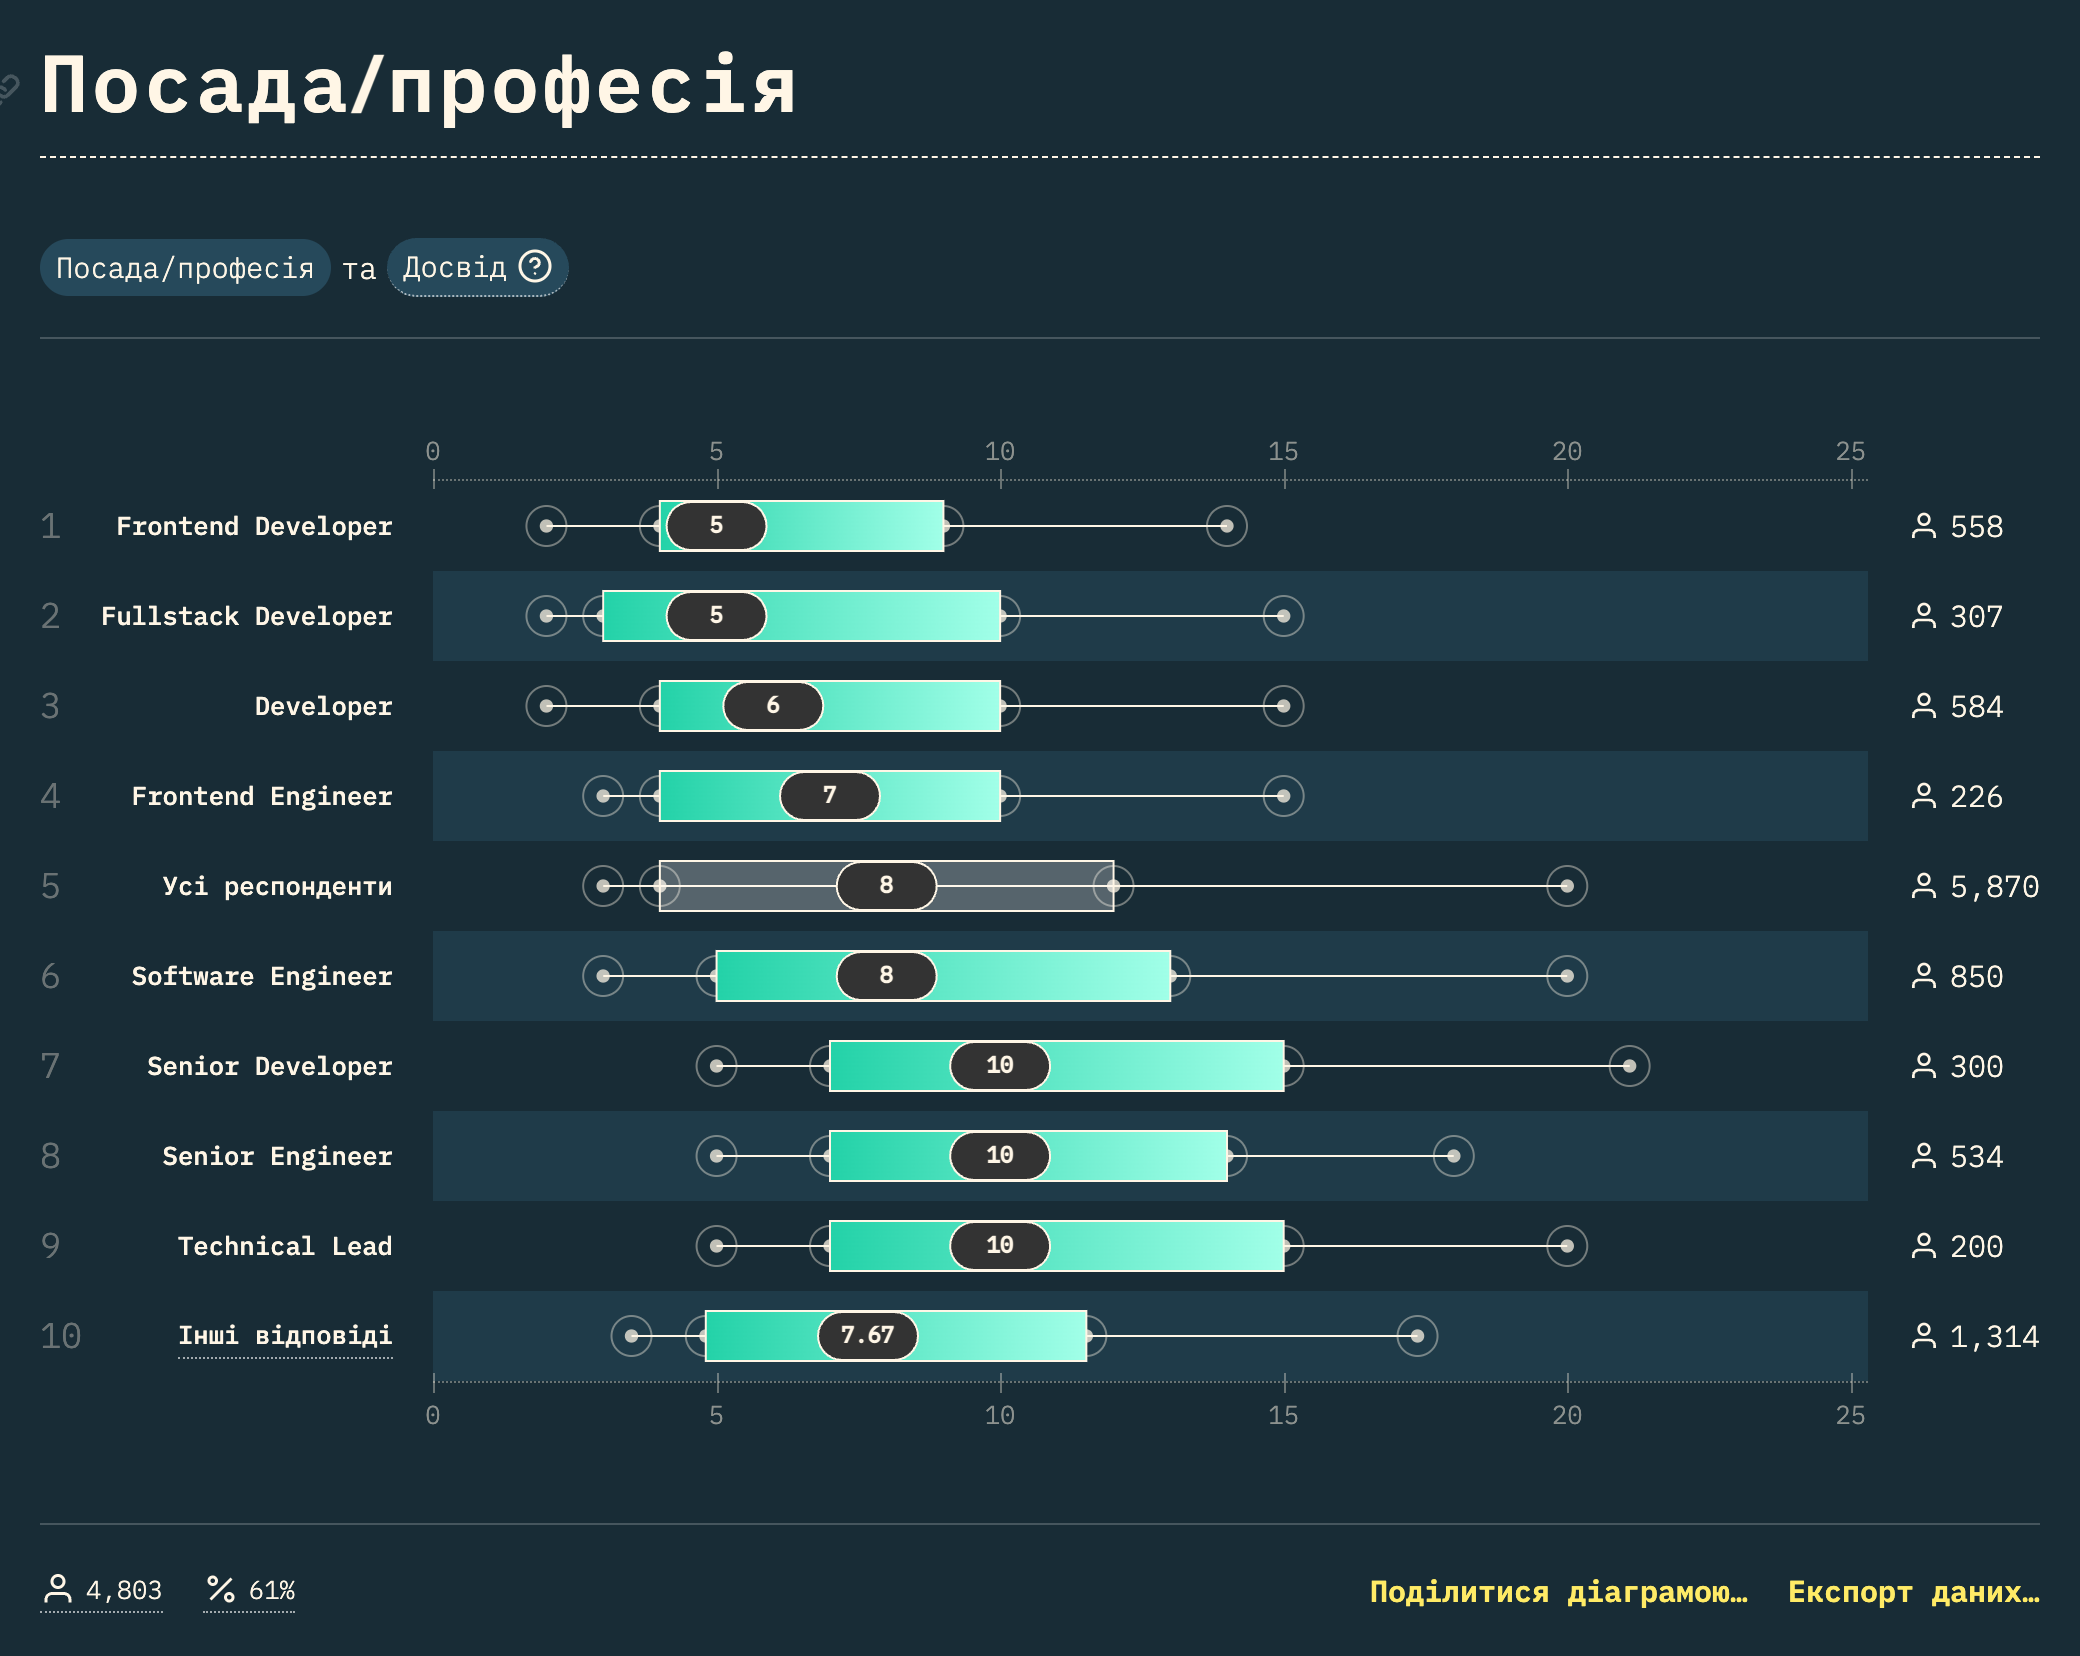 Посада/професія
Посада/професія та Досвід ?
0 5 10 15 20 25
1 Frontend Developer 5 558
2 Fullstack Developer 5 307
3 Developer 6 584
4 Frontend Engineer 7 226
5 Усі респонденти 8 5,870
6 Software Engineer 8 850
7 Senior Developer 10 300
8 Senior Engineer 10 534
9 Technical Lead 10 200
10 Інші відповіді 7.67 1,314
0 5 10 15 20 25
4,803 % 61% Поділитися діаграмою… Експорт даних…